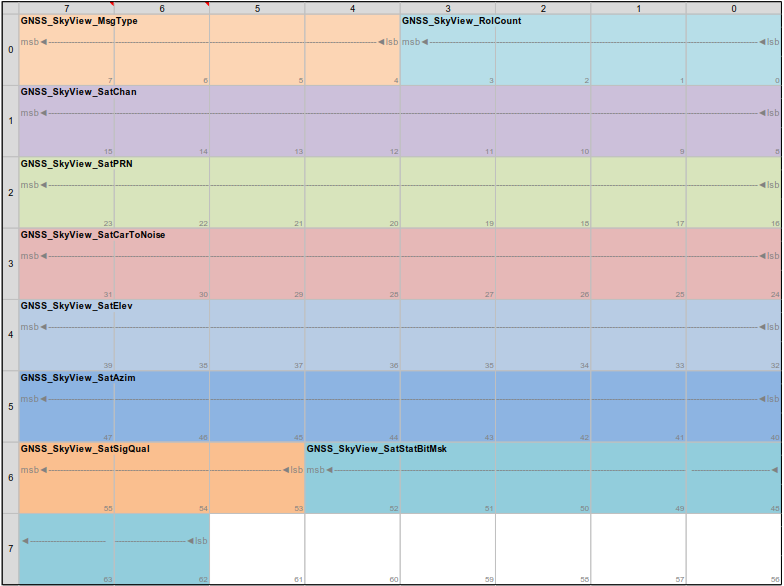 7 6 5 4 3 2 1 0
0 GNSS_SkyView_MsgType GNSS_SkyView_RolCount
msb lsb msb lsb
7 6 5 4 3 2 1 0
1 GNSS_SkyView_SatChan
msb lsb
15 14 13 12 11 10 9 8
2 GNSS_SkyView_SatPRN
msb lsb
23 22 21 20 19 18 17 16
3 GNSS_SkyView_SatCarToNoise
msb lsb
31 30 29 28 27 26 25 24
4 GNSS_SkyView_SatElev
msb lsb
39 38 37 36 35 34 33 32
5 GNSS_SkyView_SatAzim
msb lsb
47 46 45 44 43 42 41 40
6 GNSS_SkyView_SatSigQual GNSS_SkyView_SatStatBitMsk
msb lsb msb
55 54 53 52 51 50 49 48
7 lsb
63 62 61 60 59 58 57 56